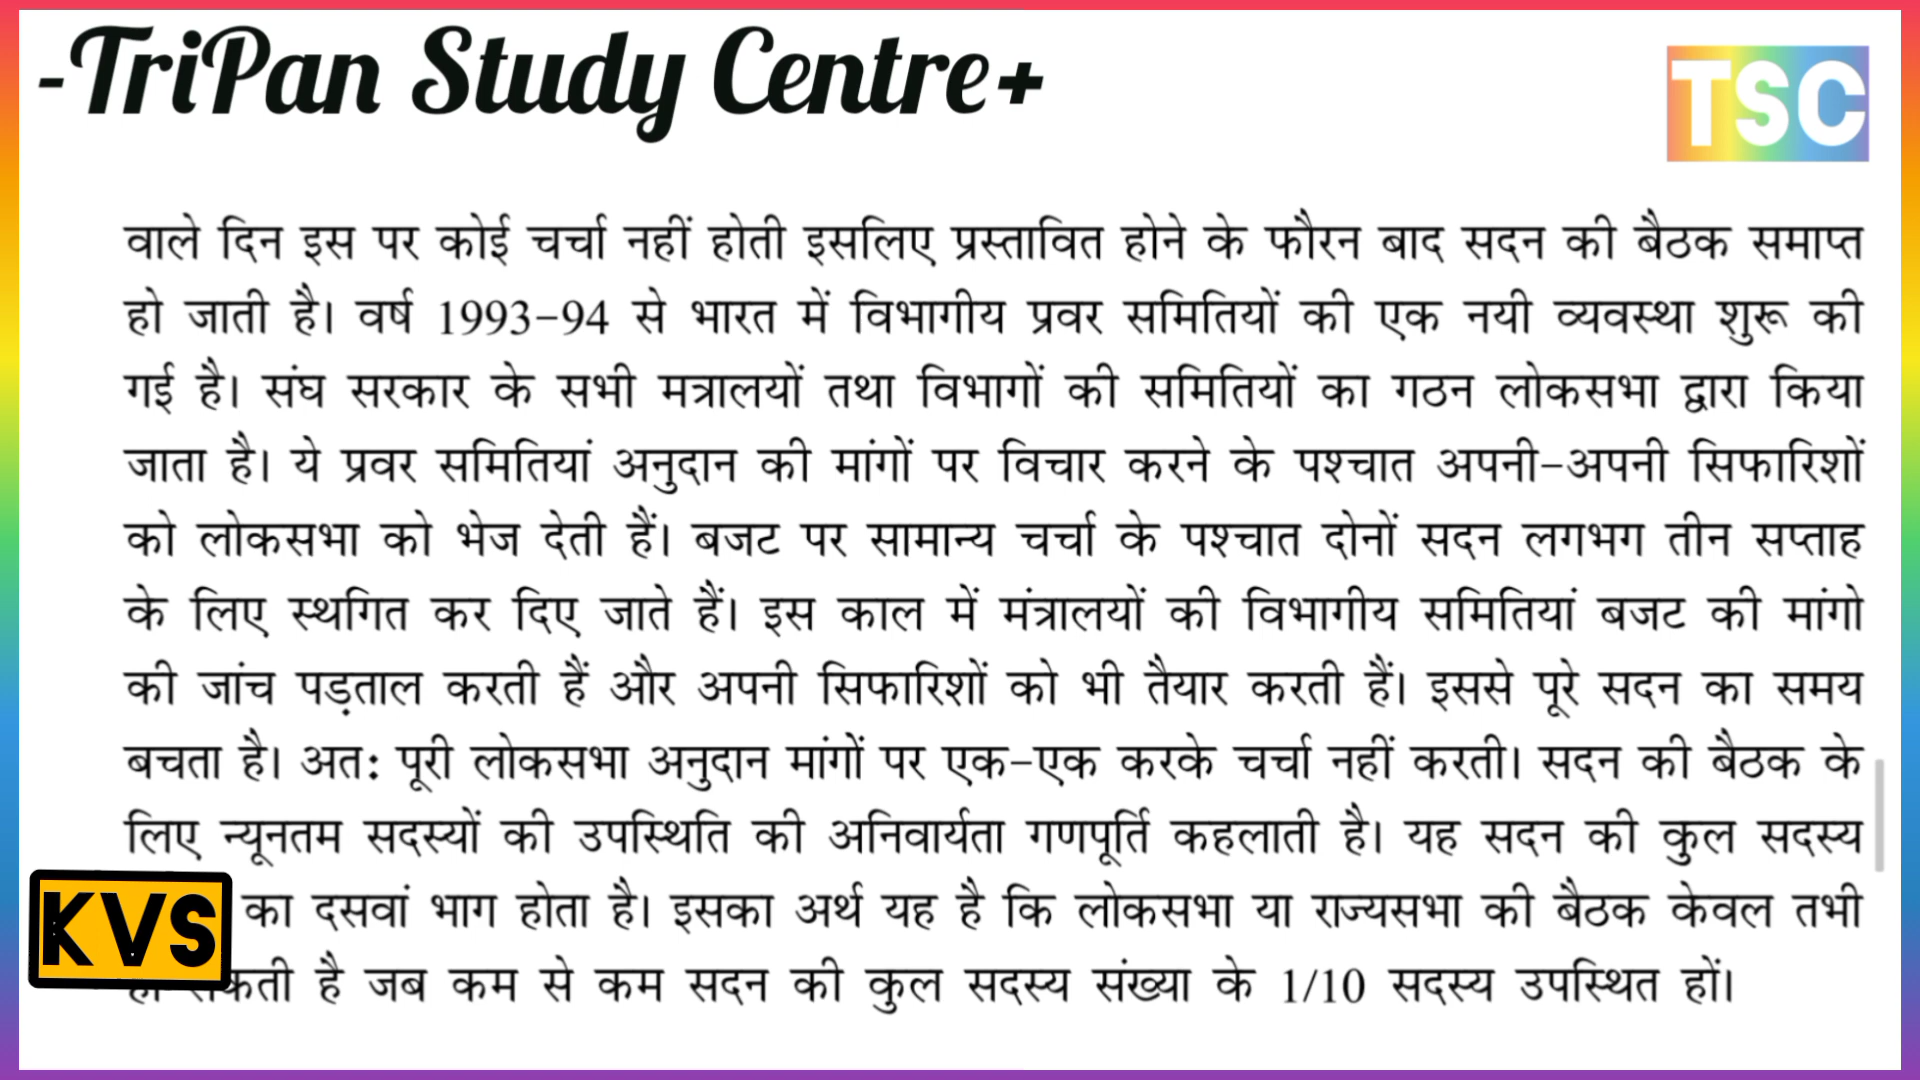 -TriPan Study Centre+
TSC
वाले दिन इस पर कोई चर्चा नहीं होती इसलिए प्रस्तावित होने के फौरन बाद सदन की बैठक समाप्त
हो जाती है। वर्ष 1993-94 से भारत में विभागीय प्रवर समितियों की एक नयी व्यवस्था शुरू की
गई है। संघ सरकार के सभी मत्रालयों तथा विभागों की समितियों का गठन लोकसभा द्वारा किया
जाता है। ये प्रवर समितियां अनुदान की मांगों पर विचार करने के पश्चात अपनी-अपनी सिफारिशों
को लोकसभा को भेज देती हैं। बजट पर सामान्य चर्चा के पश्चात दोनों सदन लगभग तीन सप्ताह
के लिए स्थगित कर दिए जाते हैं। इस काल में मंत्रालयों की विभागीय समितियां बजट की मांगो
की जांच पड़ताल करती हैं और अपनी सिफारिशों को भी तैयार करती हैं। इससे पूरे सदन का समय
बचता है। अतः पूरी लोकसभा अनुदान मांगों पर एक-एक करके चर्चा नहीं करती। सदन की बैठक के
लिए न्यूनतम सदस्यों की उपस्थिति की अनिवार्यता गणपूर्ति कहलाती है। यह सदन की कुल सदस्य
का दसवां भाग होता है। इसका अर्थ यह है कि लोकसभा या राज्यसभा की बैठक केवल तभी
है जब कम से कम सदन की कुल सदस्य संख्या के 1/10 सदस्य उपस्थित हों।
KVS